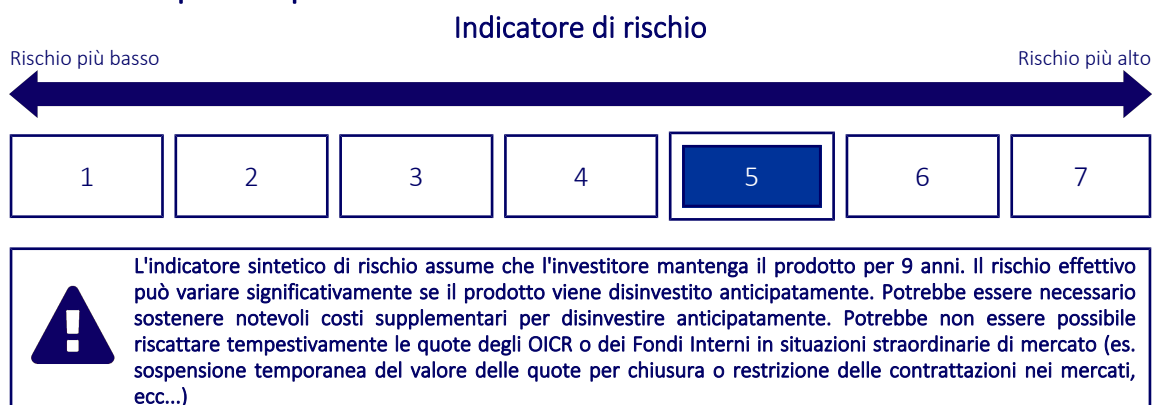 Indicatore di rischio
Rischio più basso
Rischio più alto
1
2
3
4
5
6
7
L'indicatore sintetico di rischio assume che l'investitore mantenga il prodotto per 9 anni. Il rischio effettivo
può variare significativamente se il prodotto viene disinvestito anticipatamente. Potrebbe essere necessario
sostenere notevoli costi supplementari per disinvestire anticipatamente. Potrebbe non essere possibile
riscattare tempestivamente le quote degli OICR o dei Fondi Interni in situazioni straordinarie di mercato (es.
sospensione temporanea del valore delle quote per chiusura o restrizione delle contrattazioni nei mercati,
ecc...)